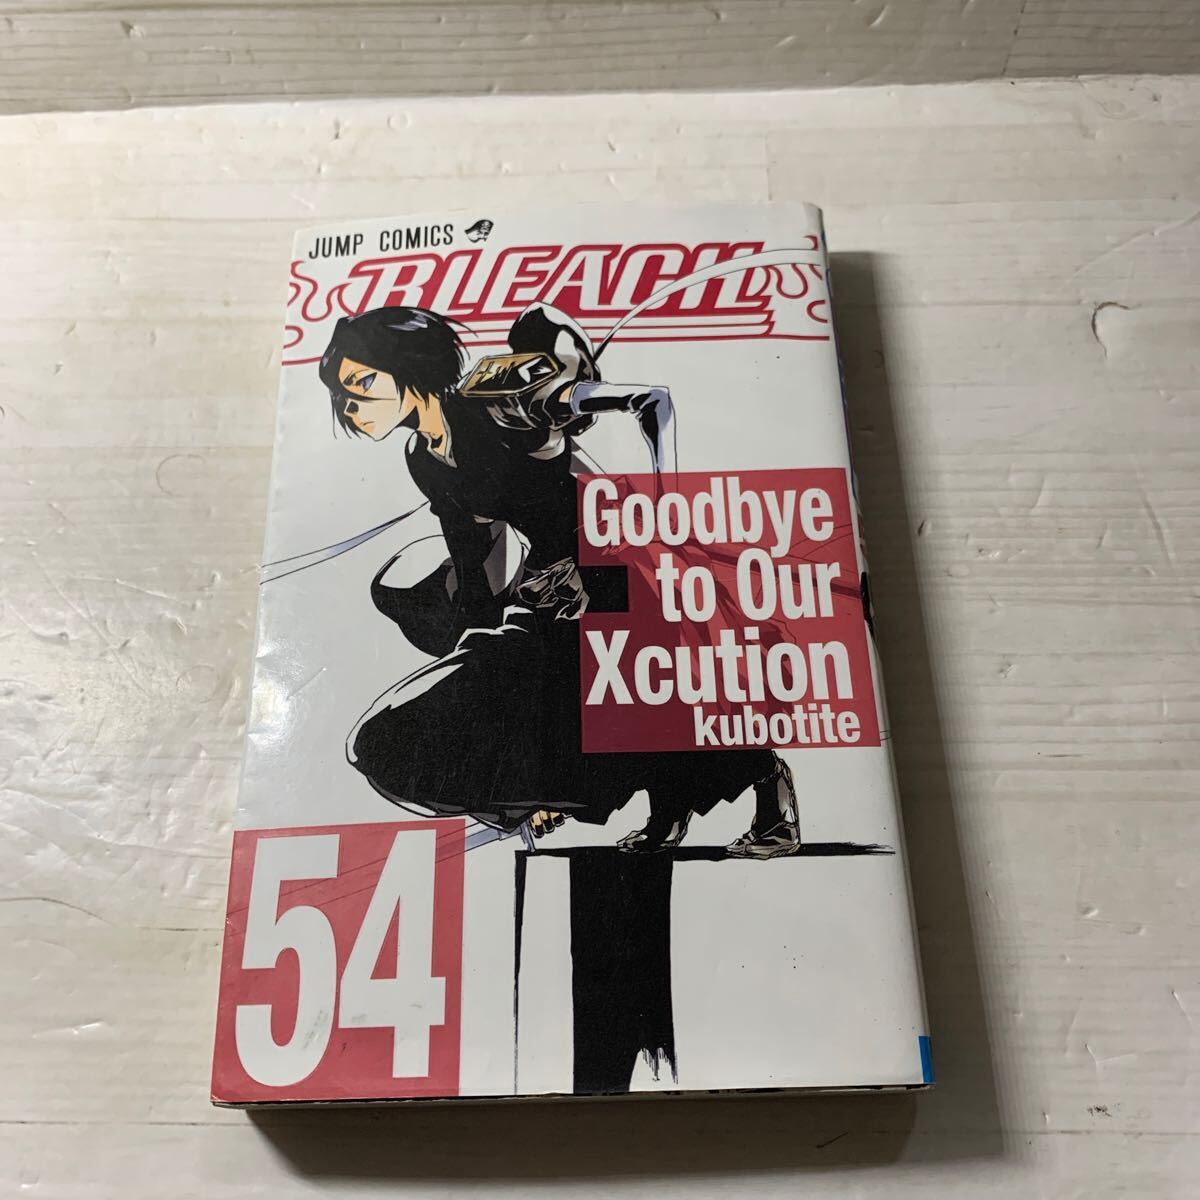 JUMP COMICS
BLEACH
Goodbye
to Our
Xcution
kubotite
54